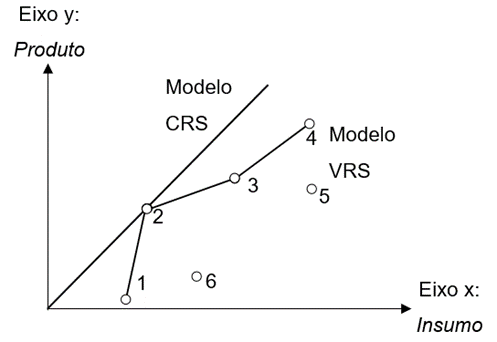 Eixo y:
Produto
Modelo
CRS
4
Modelo
VRS
3
5
2
1
6
Eixo x:
Insumo